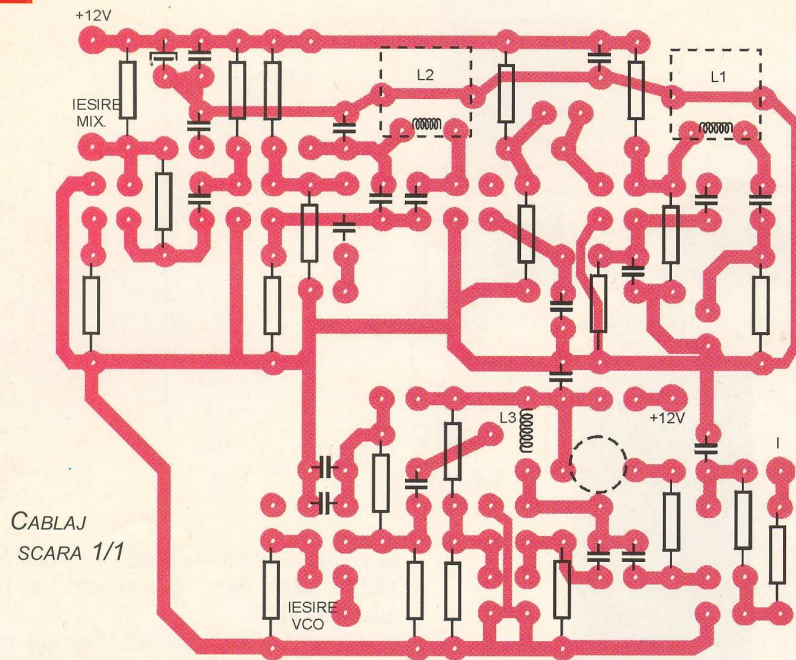 +12V
L2
L1
IESIRE
MIX.
L3
+12V
I
CABLAJ
SCARA 1/1
IESIRE
VCO